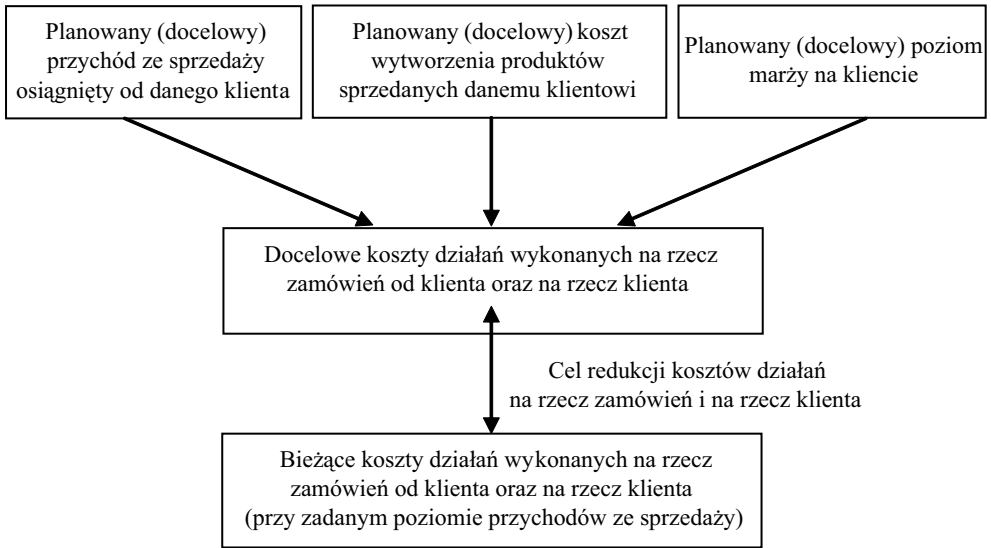 Planowany (docelowy)
przychód ze sprzedaży
osiągnięty od danego klienta
Planowany (docelowy) koszt
wytworzenia produktów
sprzedanych danemu klientowi
Planowany (docelowy) poziom
marży na kliencie
Docelowe koszty działań wykonanych na rzecz
zamówień od klienta oraz na rzecz klienta
Cel redukcji kosztów działań
na rzecz zamówień i na rzecz klienta
Bieżące koszty działań wykonanych na rzecz
zamówień od klienta oraz na rzecz klienta
(przy zadanym poziomie przychodów ze sprzedaży)